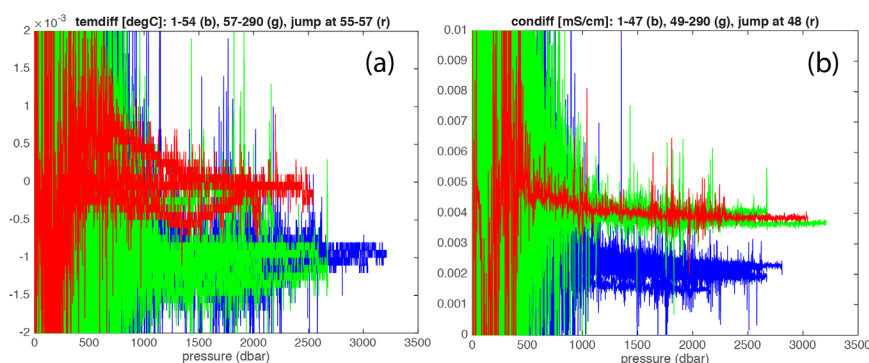 temdiff [degC]: 1-54 (b), 57-290 (g), jump at 55-57 (r)
×10⁻³
(a)
2
1.5
1
0.5
0
-0.5
-1
-1.5
-2
0 500 1000 1500 2000 2500 3000 3500
pressure (dbar)
condiff [mS/cm]: 1-47 (b), 49-290 (g), jump at 48 (r)
(b)
0.01
0.009
0.008
0.007
0.006
0.005
0.004
0.003
0.002
0.001
0
0 500 1000 1500 2000 2500 3000 3500
pressure (dbar)